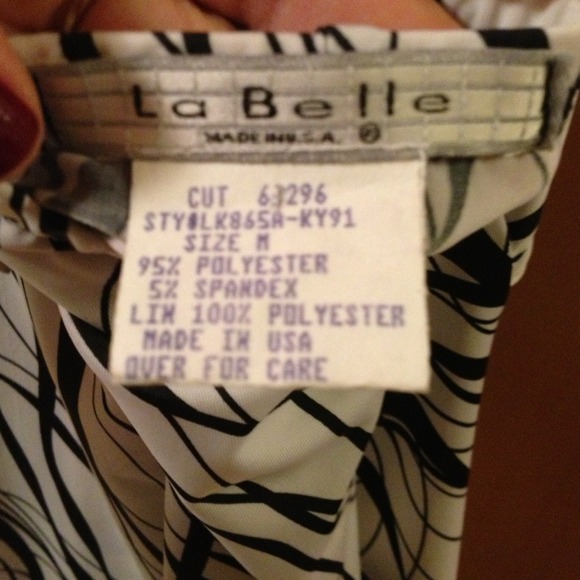 La Belle
MADE IN U.S.A. ®
CUT 63296
STY#LK865A-KY91
SIZE M
95% POLYESTER
5% SPANDEX
LIN 100% POLYESTER
MADE IN USA
OVER FOR CARE